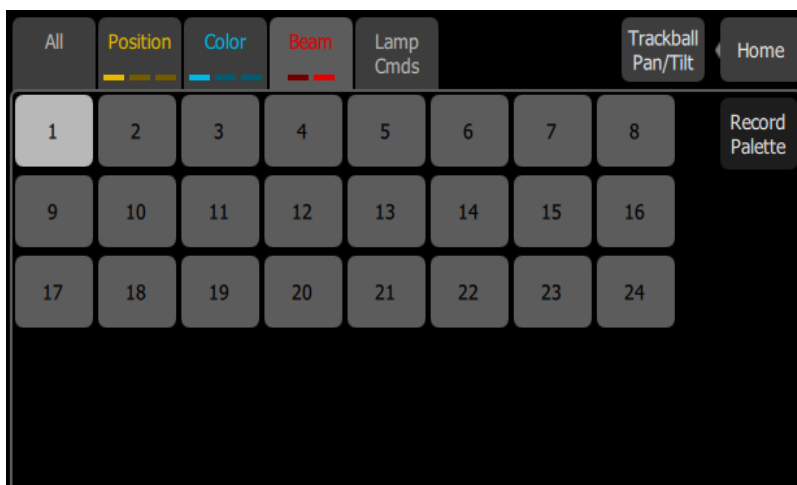 All
Position
Color
Beam
Lamp
Cmds
Trackball
Pan/Tilt
Home
1 2 3 4 5 6 7 8
Record
Palette
9 10 11 12 13 14 15 16
17 18 19 20 21 22 23 24